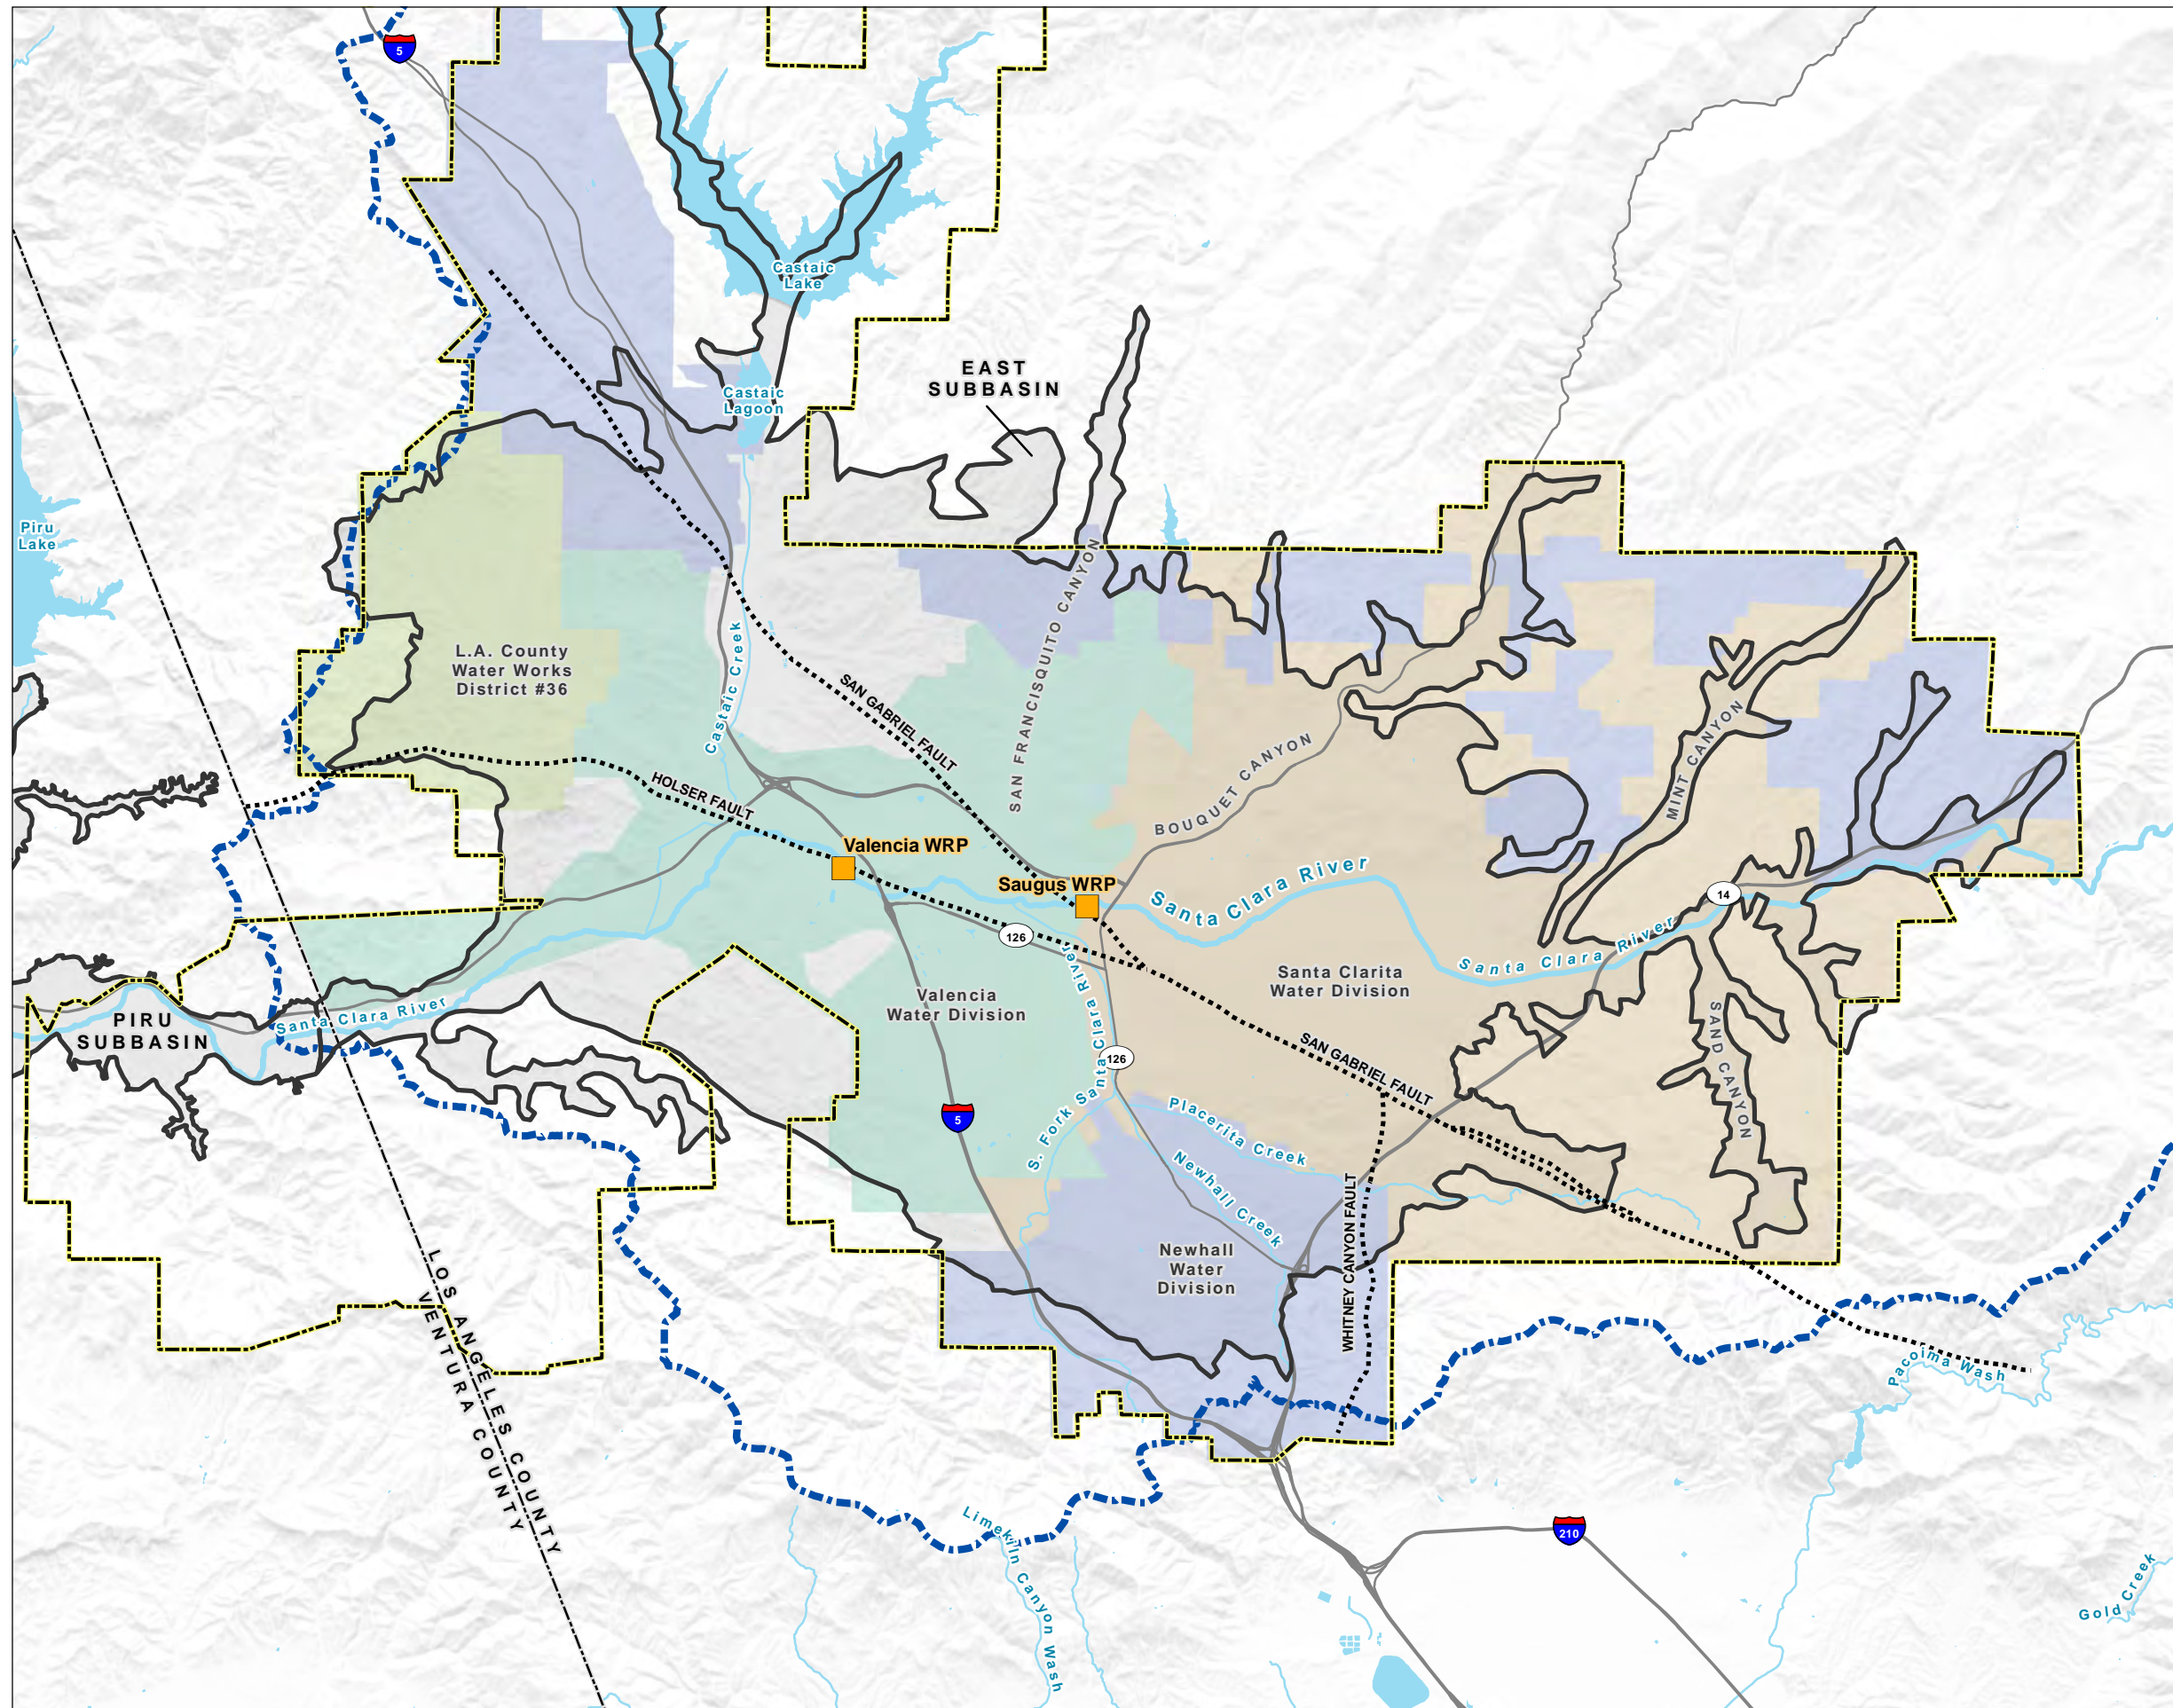 5
Castaic
Lake
EAST
SUBBASIN
Castaic
Lagoon
Piru
Lake
L.A. County
Water Works
District #36
Castaic Creek
SAN GABRIEL FAULT
SAN FRANCISQUITO CANYON
BOUQUET CANYON
MINT CANYON
HOLSER FAULT
Valencia WRP
Saugus WRP
Santa Clara River
14
126
Santa Clara River
Santa Clarita
Water Division
Valencia
Water Division
PIRU
SUBBASIN
Santa Clara River
S. Fork Santa Clara River
126
SAN GABRIEL FAULT
SAND CANYON
5
Placerita Creek
Newhall Creek
WHITNEY CANYON FAULT
Newhall
Water
Division
LOS ANGELES COUNTY
VENTURA COUNTY
Pacoima Wash
Limekiln Canyon Wash
210
Gold Creek